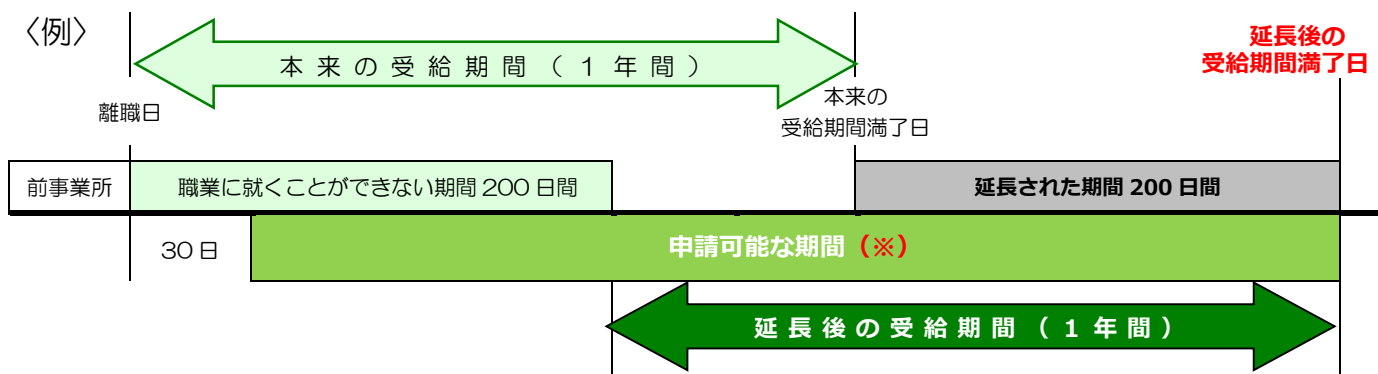 〈例〉
本来の受給期間(1年間)
延長後の
受給期間満了日
離職日
本来の
受給期間満了日
前事業所
職業に就くことができない期間 200 日間
延長された期間 200 日間
30 日
申請可能な期間(※)
延長後の受給期間(1年間)